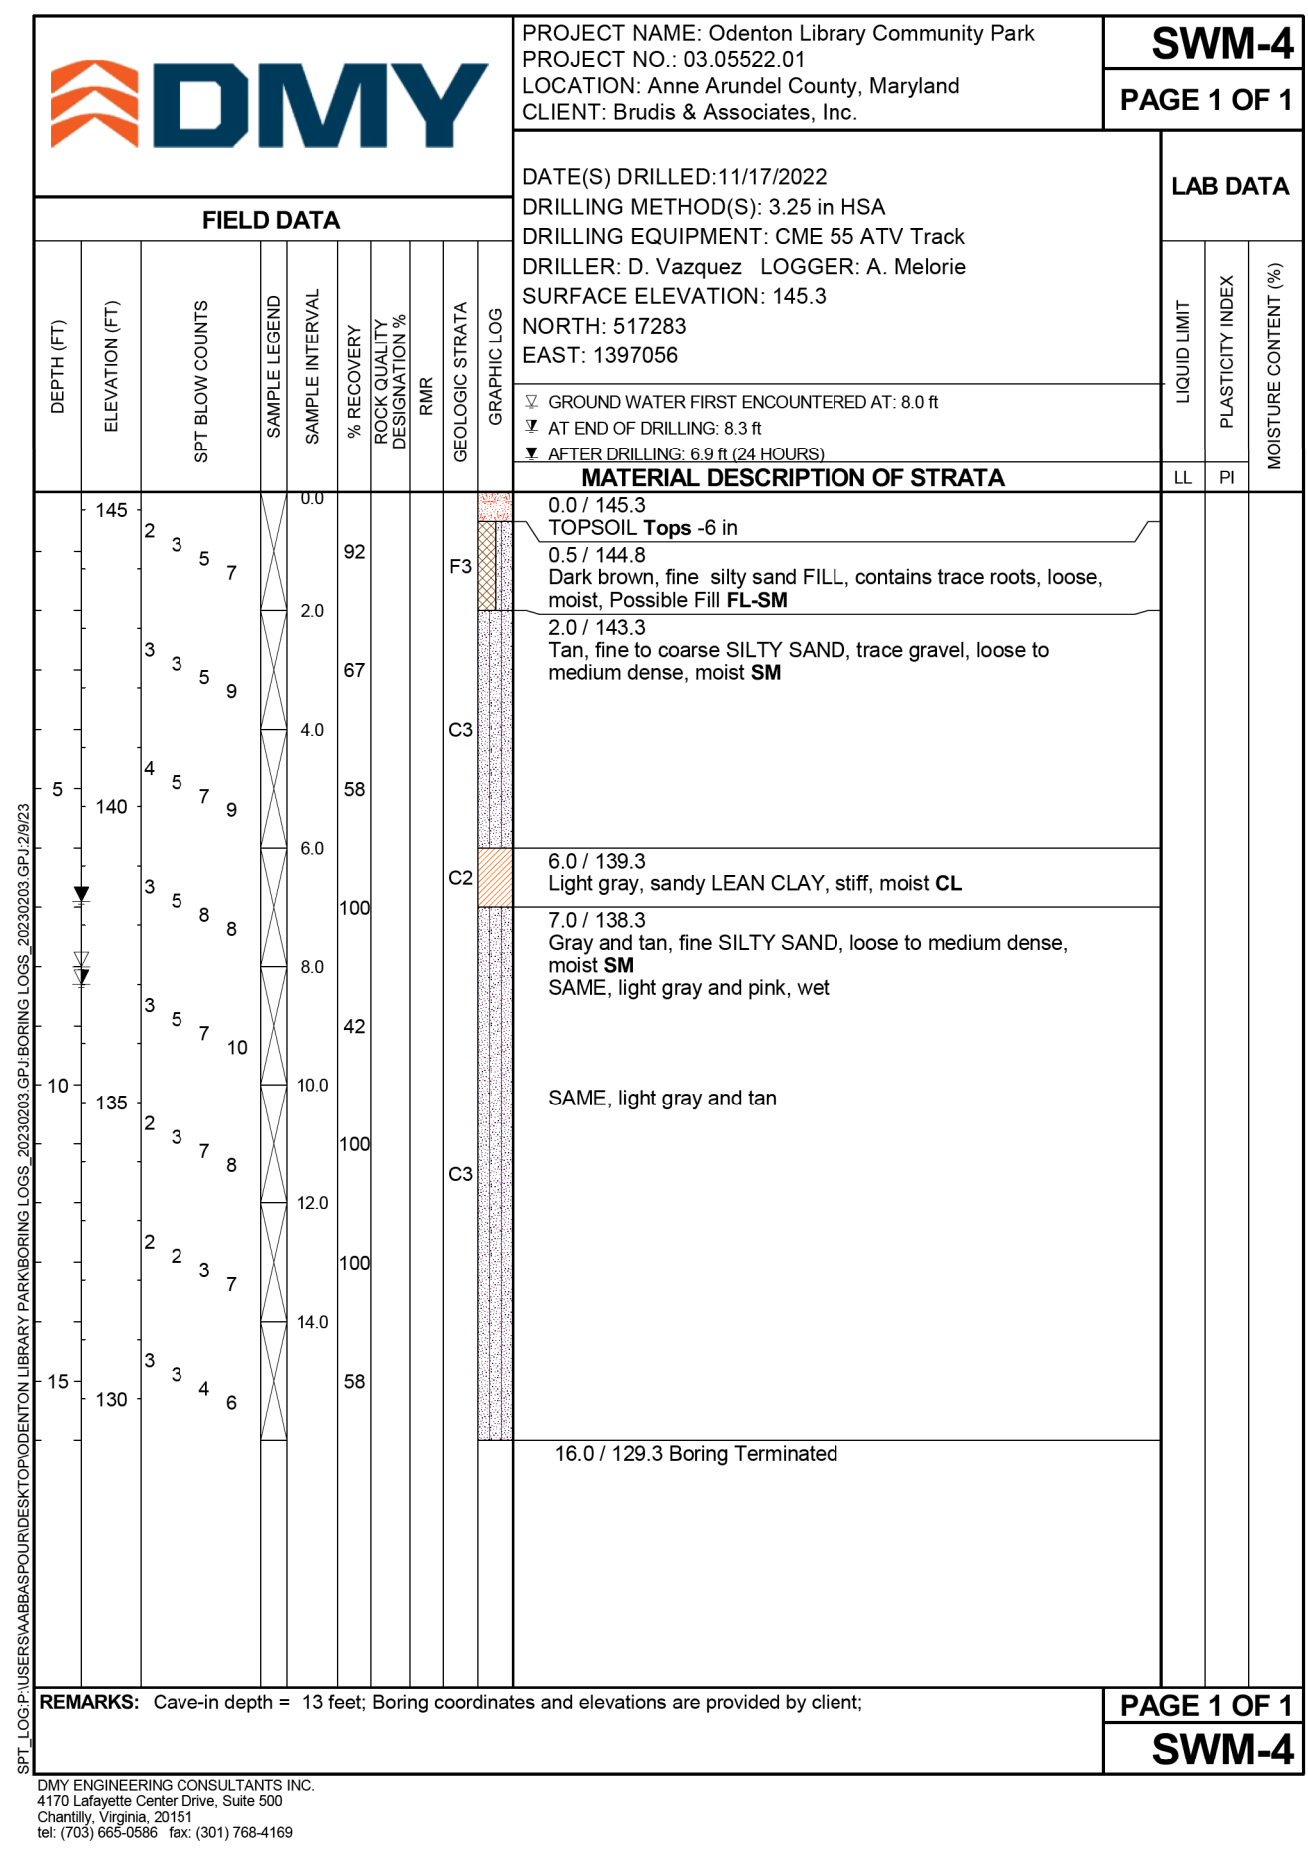 DMY
PROJECT NAME: Odenton Library Community Park
PROJECT NO.: 03.05522.01
LOCATION: Anne Arundel County, Maryland
CLIENT: Brudis & Associates, Inc.
SWM-4
PAGE 1 OF 1
DATE(S) DRILLED:11/17/2022
DRILLING METHOD(S): 3.25 in HSA
DRILLING EQUIPMENT: CME 55 ATV Track
DRILLER: D. Vazquez LOGGER: A. Melorie
SURFACE ELEVATION: 145.3
NORTH: 517283
EAST: 1397056
LAB DATA
FIELD DATA
DEPTH (FT)
ELEVATION (FT)
SPT BLOW COUNTS
SAMPLE LEGEND
SAMPLE INTERVAL
% RECOVERY
ROCK QUALITY
DESIGNATION %
RMR
GEOLOGIC STRATA
GRAPHIC LOG
GROUND WATER FIRST ENCOUNTERED AT: 8.0 ft
AT END OF DRILLING: 8.3 ft
AFTER DRILLING: 6.9 ft (24 HOURS)
LIQUID LIMIT
PLASTICITY INDEX
MOISTURE CONTENT (%)
MATERIAL DESCRIPTION OF STRATA
LL PI
0.0
145
2 3 5 7
92
F3
0.0 / 145.3
TOPSOIL Tops -6 in
0.5 / 144.8
Dark brown, fine silty sand FILL, contains trace roots, loose,
moist, Possible Fill FL-SM
2.0
3 3 5 9
67
2.0 / 143.3
Tan, fine to coarse SILTY SAND, trace gravel, loose to
medium dense, moist SM
4.0
C3
4 5 7 9
5
58
140
6.0
3 5 8 8
C2
100
6.0 / 139.3
Light gray, sandy LEAN CLAY, stiff, moist CL
7.0 / 138.3
Gray and tan, fine SILTY SAND, loose to medium dense,
moist SM
SAME, light gray and pink, wet
8.0
3 5 7 10
42
10
10.0
135
SAME, light gray and tan
2 3 7 8
100
C3
12.0
2 2 3 7
100
14.0
3 3 4 6
15
58
130
16.0 / 129.3 Boring Terminated
SPT_LOG:P:\USERS\AABBASPOUR\DESKTOP\ODENTON LIBRARY PARK\BORING LOGS_20230203.GPJ:BORING LOGS_20230203.GPJ:2/9/23
REMARKS: Cave-in depth = 13 feet; Boring coordinates and elevations are provided by client;
PAGE 1 OF 1
SWM-4
DMY ENGINEERING CONSULTANTS INC.
4170 Lafayette Center Drive, Suite 500
Chantilly, Virginia, 20151
tel: (703) 665-0586 fax: (301) 768-4169